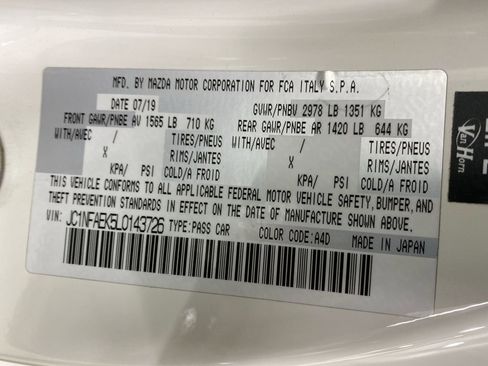 MFD. BY MAZDA MOTOR CORPORATION FOR FCA ITALY S.P.A.
DATE 07/19 GVWR/PNBV 2978 LB 1351 KG
FRONT GAWR/PNBE AV 1565 LB 710 KG REAR GAWR/PNBE AR 1420 LB 644 KG
WITH/AVEC / TIRES/PNEUS WITH/AVEC / TIRES/PNEUS
X RIMS/JANTES X RIMS/JANTES
KPA/ PSI COLD/A FROID KPA/ PSI COLD/A FROID
THIS VEHICLE CONFORMS TO ALL APPLICABLE FEDERAL MOTOR VEHICLE SAFETY, BUMPER, AND
THEFT PREVENTION STANDARDS IN EFFECT ON THE DATE OF MANUFACTURE SHOWN ABOVE.
VIN: JC1NFAEK5L0143726 TYPE:PASS CAR COLOR CODE:A4D MADE IN JAPAN
Van Horn